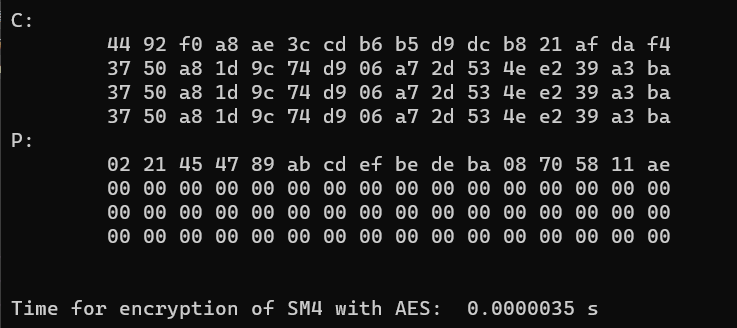 C:
44 92 f0 a8 ae 3c cd b6 b5 d9 dc b8 21 af da f4
37 50 a8 1d 9c 74 d9 06 a7 2d 53 4e e2 39 a3 ba
37 50 a8 1d 9c 74 d9 06 a7 2d 53 4e e2 39 a3 ba
37 50 a8 1d 9c 74 d9 06 a7 2d 53 4e e2 39 a3 ba
P:
02 21 45 47 89 ab cd ef be de ba 08 70 58 11 ae
00 00 00 00 00 00 00 00 00 00 00 00 00 00 00 00
00 00 00 00 00 00 00 00 00 00 00 00 00 00 00 00
00 00 00 00 00 00 00 00 00 00 00 00 00 00 00 00
Time for encryption of SM4 with AES: 0.0000035 s